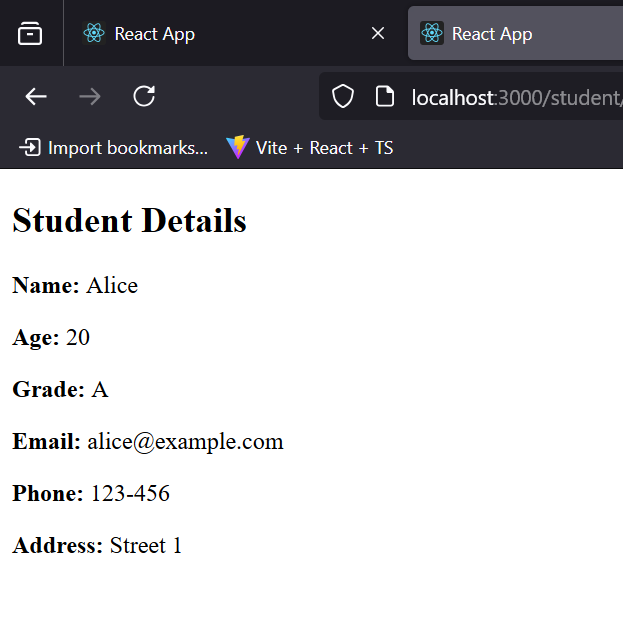 React App
React App
localhost:3000/student/
Import bookmarks...
Vite + React + TS
Student Details
Name: Alice
Age: 20
Grade: A
Email: alice@example.com
Phone: 123-456
Address: Street 1